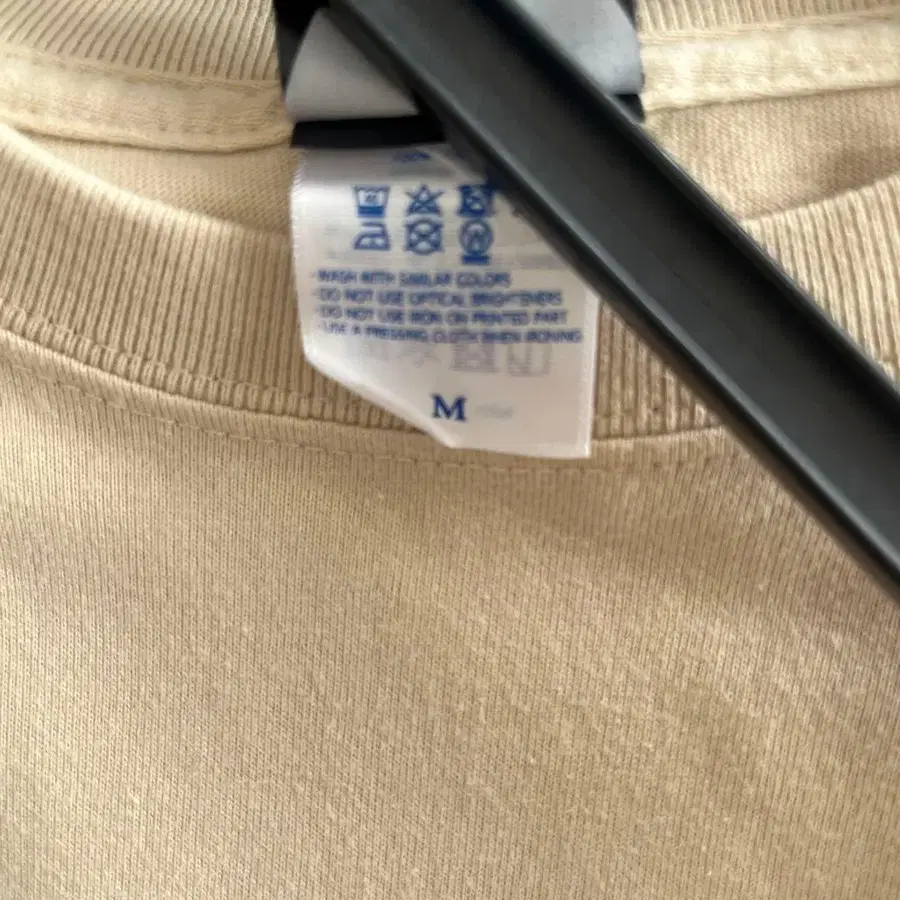 · WASH WITH SIMILAR COLORS
· DO NOT USE OPTICAL BRIGHTENERS
· DO NOT USE IRON ON PRINTED PART
· USE A PRESSING CLOTH WHEN IRONING
M